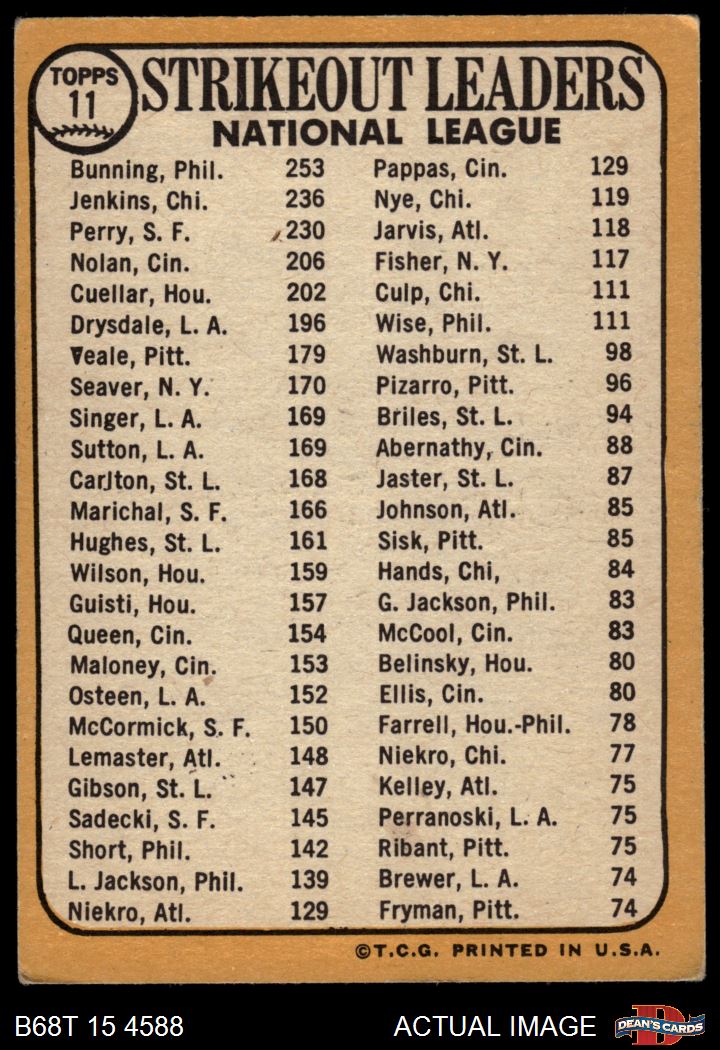 TOPPS
11
STRIKEOUT LEADERS
NATIONAL LEAGUE
Bunning, Phil. 253
Jenkins, Chi. 236
Perry, S. F. 230
Nolan, Cin. 206
Cuellar, Hou. 202
Drysdale, L. A. 196
Veale, Pitt. 179
Seaver, N. Y. 170
Singer, L. A. 169
Sutton, L. A. 169
Carlton, St. L. 168
Marichal, S. F. 166
Hughes, St. L. 161
Wilson, Hou. 159
Guisti, Hou. 157
Queen, Cin. 154
Maloney, Cin. 153
Osteen, L. A. 152
McCormick, S. F. 150
Lemaster, Atl. 148
Gibson, St. L. 147
Sadecki, S. F. 145
Short, Phil. 142
L. Jackson, Phil. 139
Niekro, Atl. 129
Pappas, Cin. 129
Nye, Chi. 119
Jarvis, Atl. 118
Fisher, N. Y. 117
Culp, Chi. 111
Wise, Phil. 111
Washburn, St. L. 98
Pizarro, Pitt. 96
Briles, St. L. 94
Abernathy, Cin. 88
Jaster, St. L. 87
Johnson, Atl. 85
Sisk, Pitt. 85
Hands, Chi, 84
G. Jackson, Phil. 83
McCool, Cin. 83
Belinsky, Hou. 80
Ellis, Cin. 80
Farrell, Hou.-Phil. 78
Niekro, Chi. 77
Kelley, Atl. 75
Perranoski, L. A. 75
Ribant, Pitt. 75
Brewer, L. A. 74
Fryman, Pitt. 74
©T.C.G. PRINTED IN U.S.A.
B68T 15 4588
ACTUAL IMAGE
D
DEAN'S CARDS